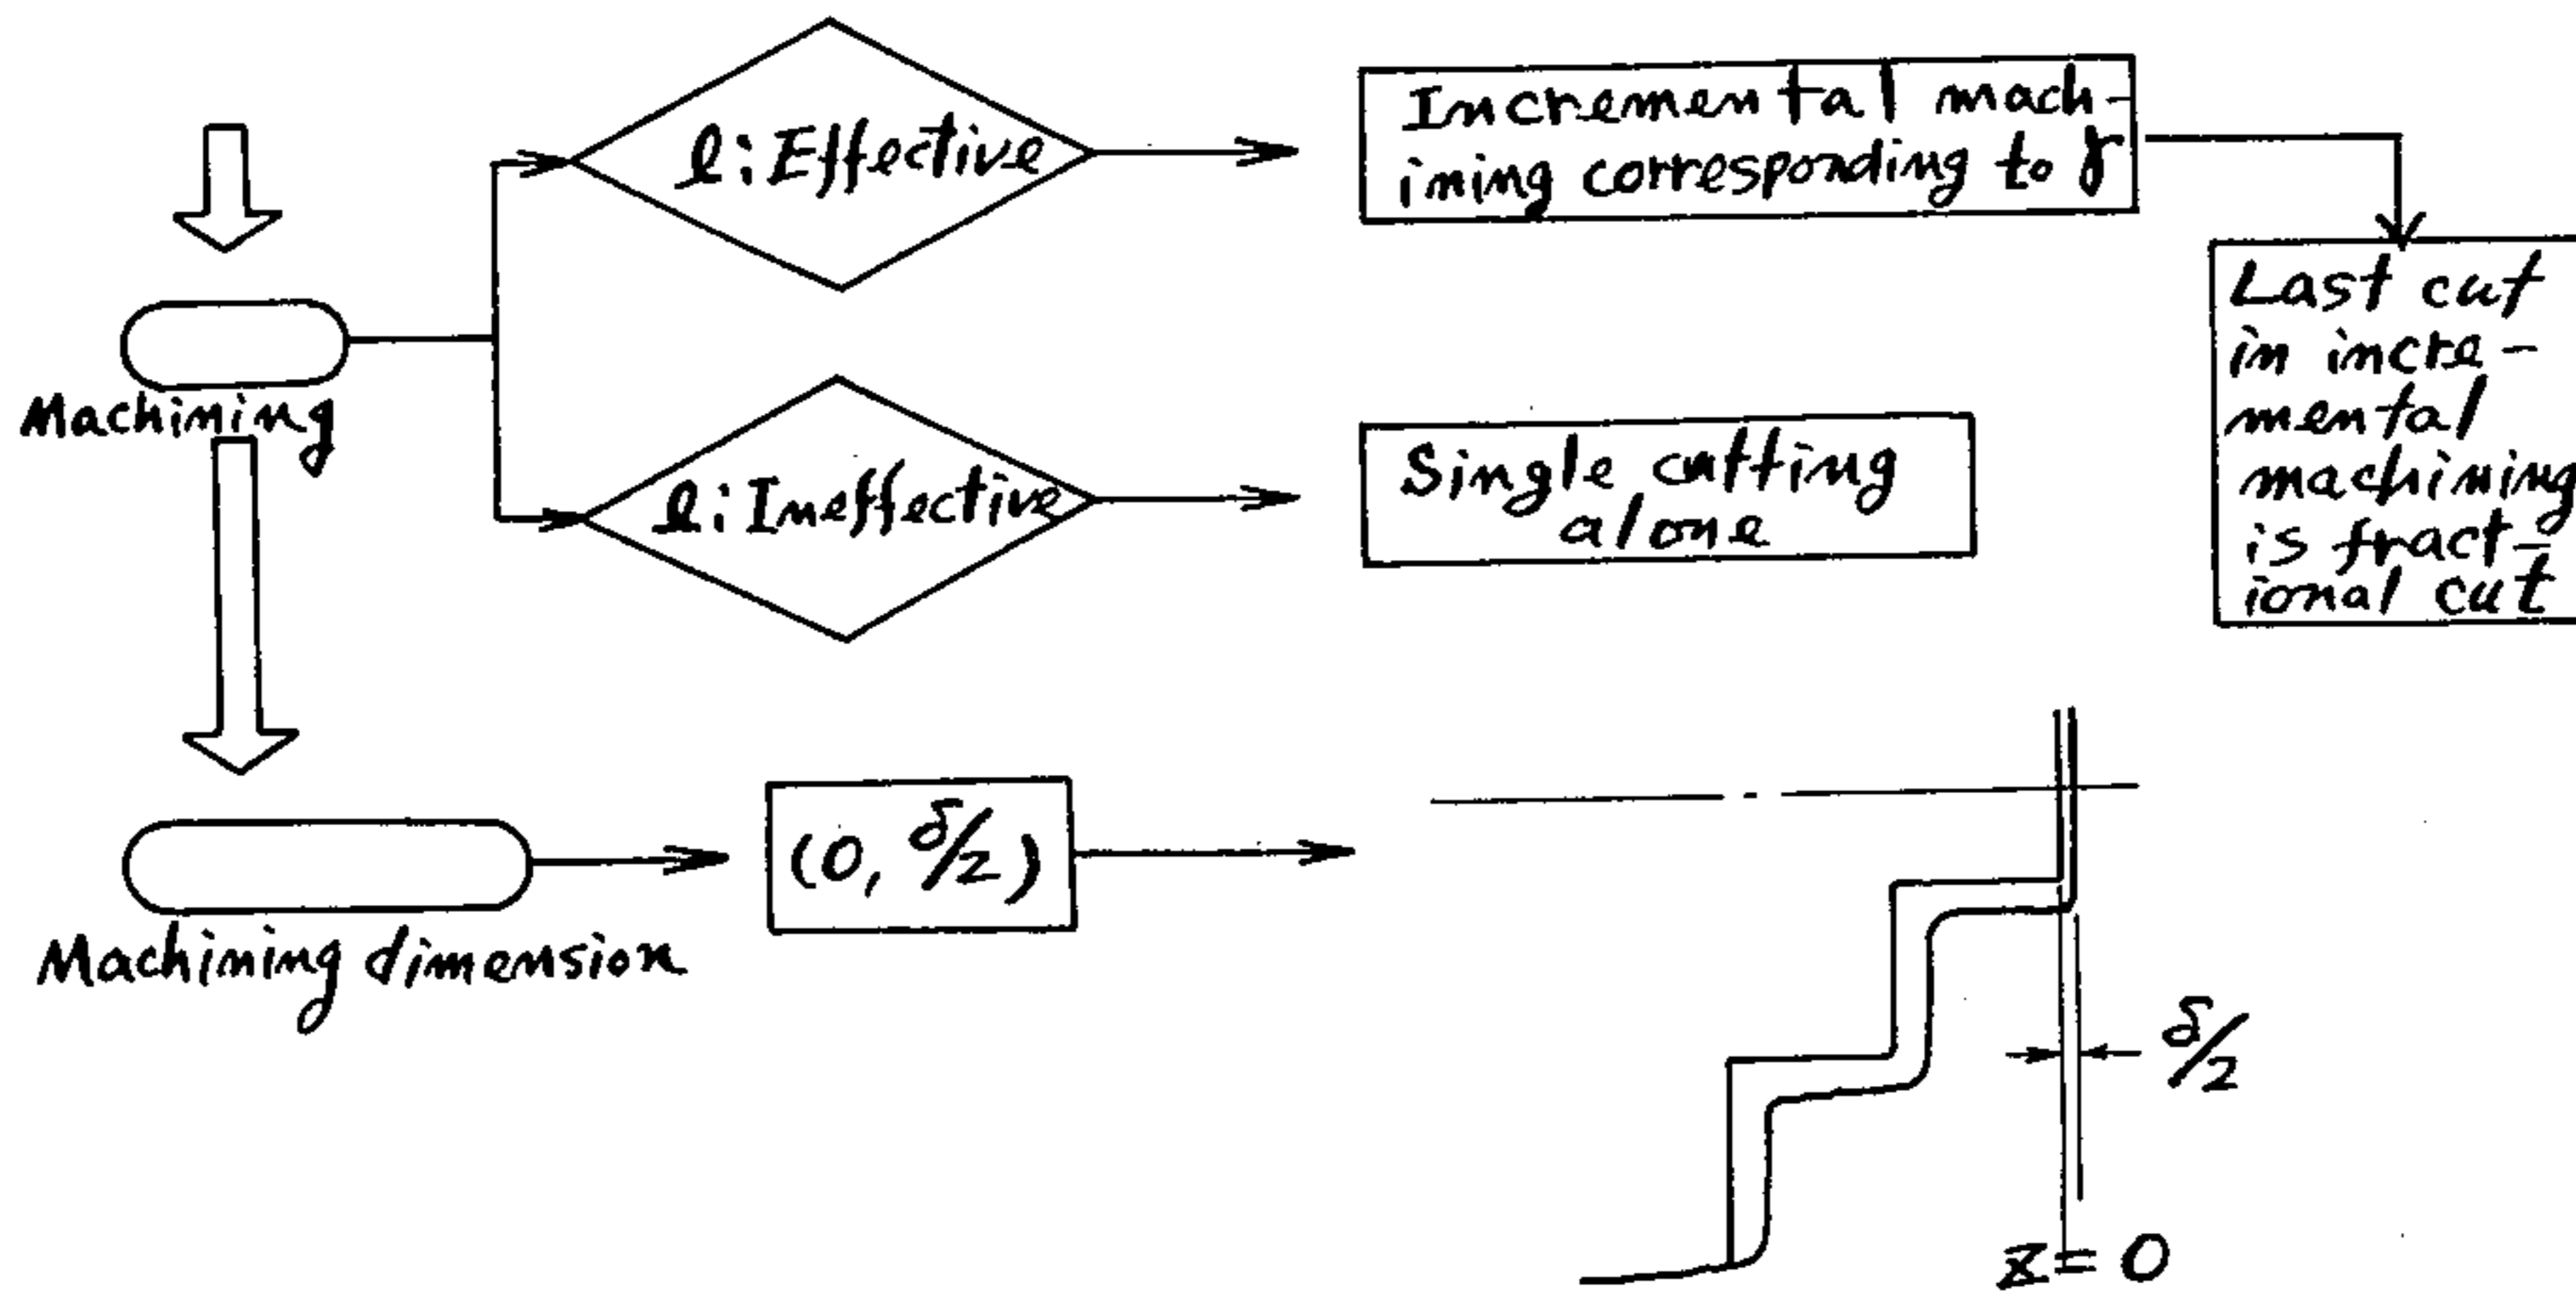 ℓ: Effective
Incremental mach-
ining corresponding to γ
Last cut
in incre-
mental
machining
is fract-
ional cut
Machining
ℓ: Ineffective
Single cutting
alone
(0, δ/2)
Machining dimension
δ/2
Z=0